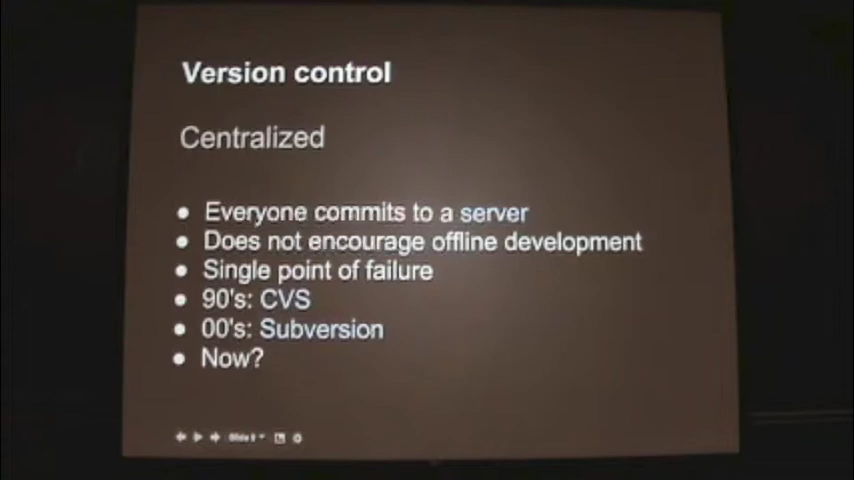 Version control
Centralized
● Everyone commits to a server
● Does not encourage offline development
● Single point of failure
● 90's: CVS
● 00's: Subversion
● Now?
Slide